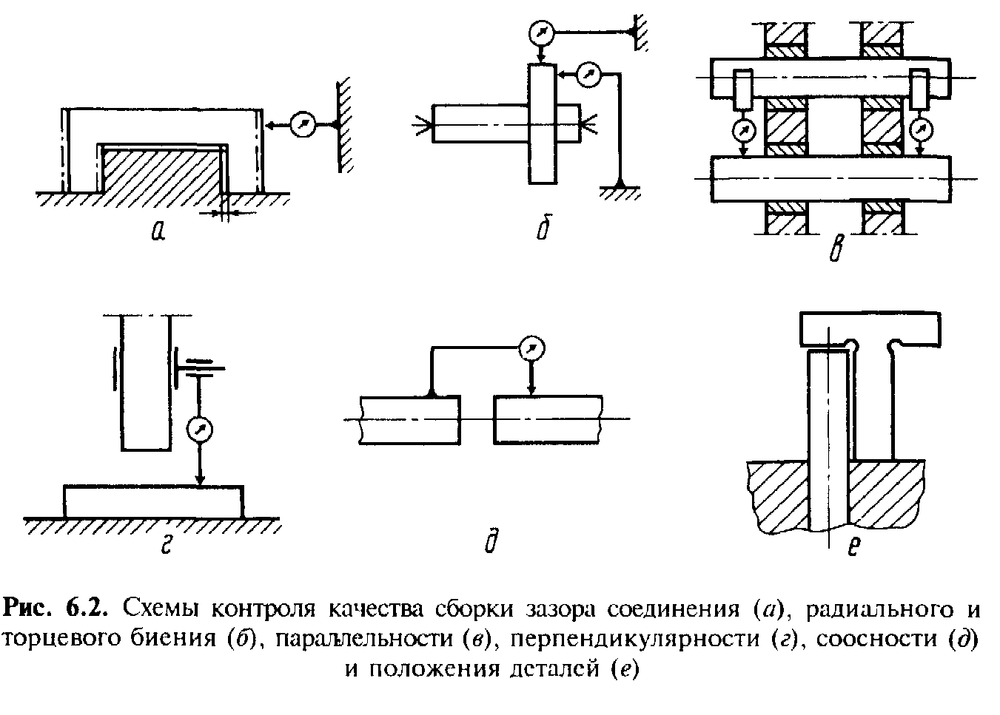 а
б
в
г
д
е
Рис. 6.2. Схемы контроля качества сборки зазора соединения (а), радиального и
торцевого биения (б), параллельности (в), перпендикулярности (г), соосности (д)
и положения деталей (е)